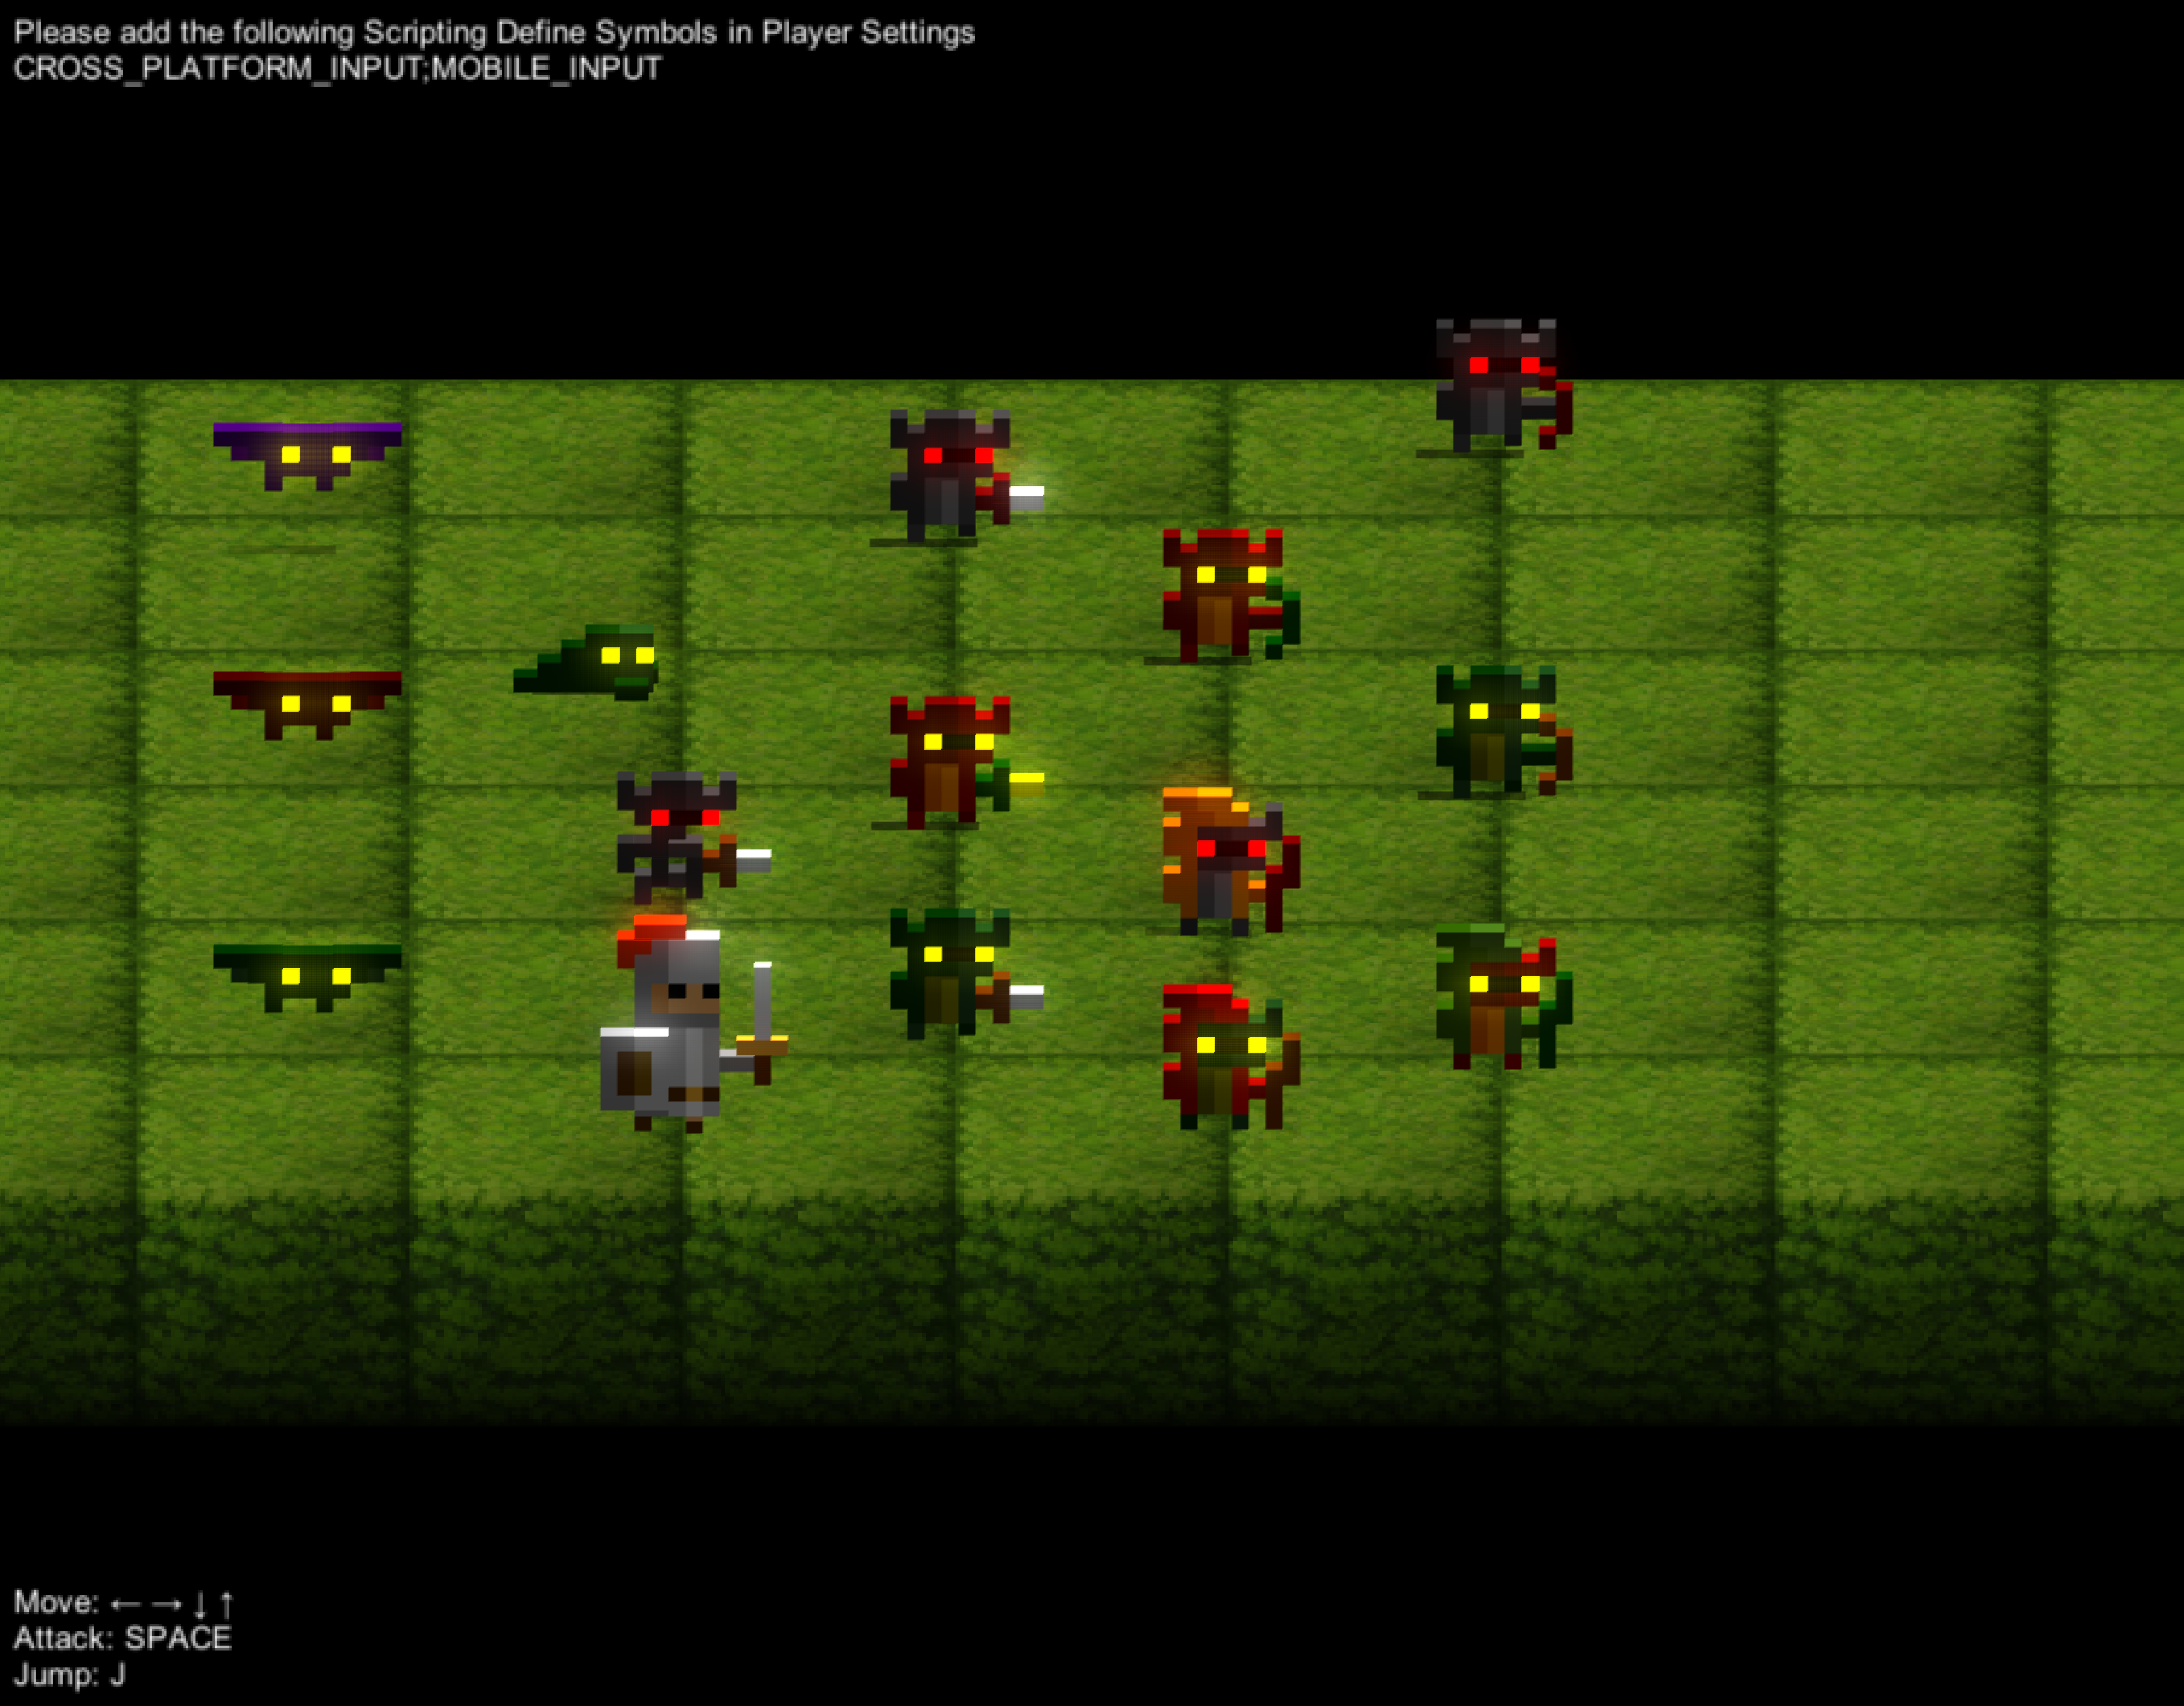 Please add the following Scripting Define Symbols in Player Settings
CROSS_PLATFORM_INPUT;MOBILE_INPUT
Move: ← → ↓ ↑
Attack: SPACE
Jump: J